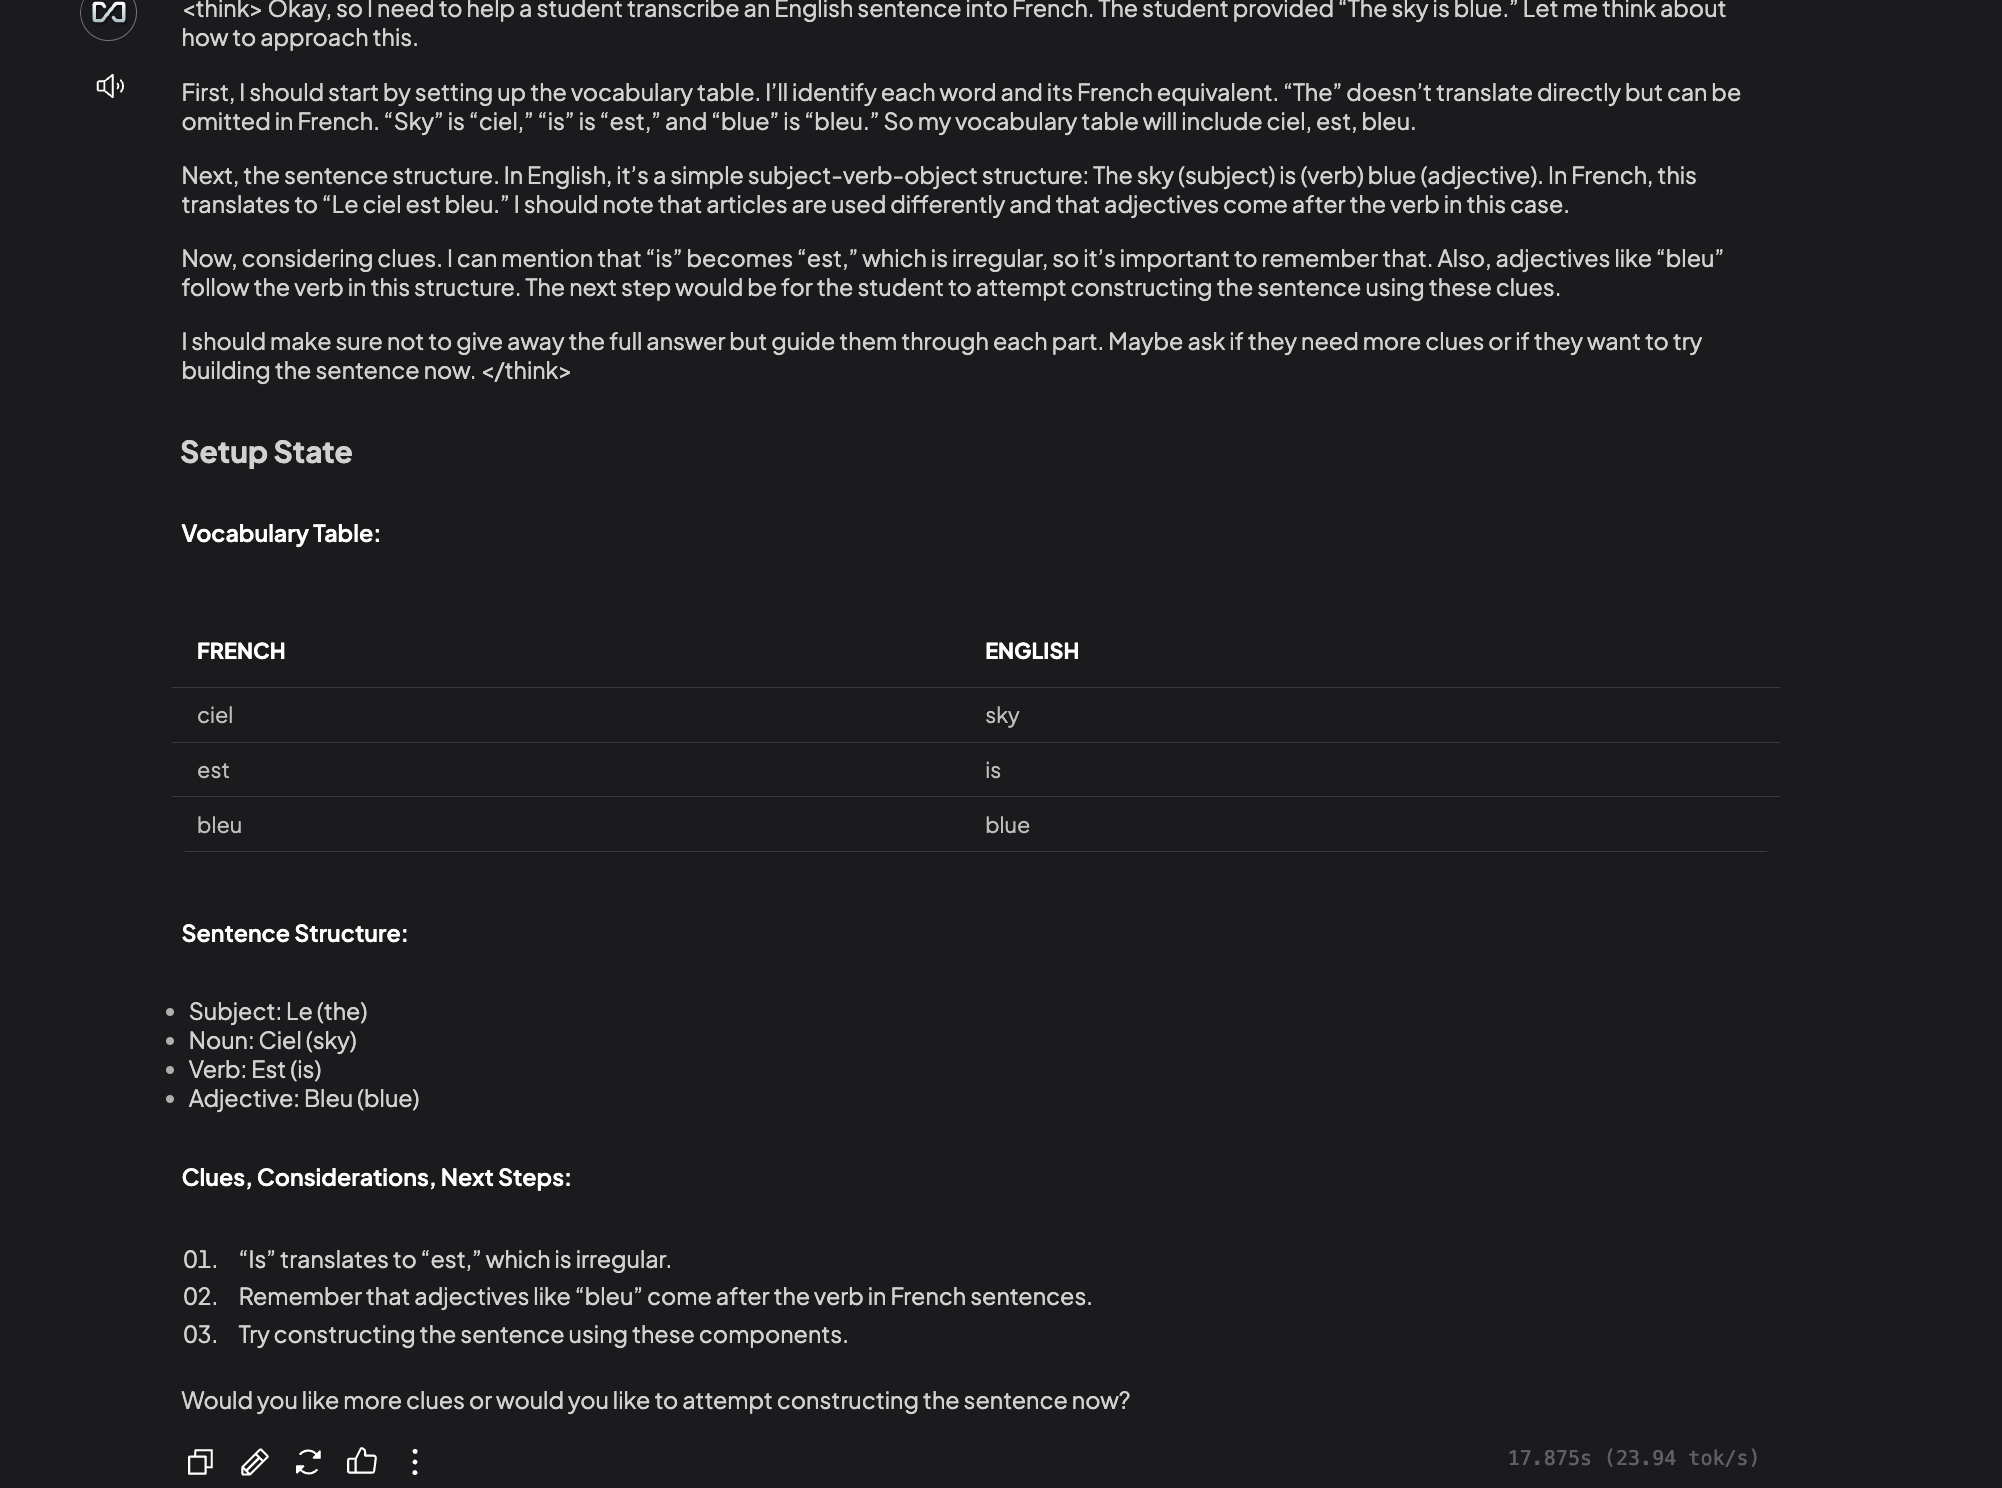 <think> Okay, so I need to help a student transcribe an English sentence into French. The student provided “The sky is blue.” Let me think about
how to approach this.
First, I should start by setting up the vocabulary table. I’ll identify each word and its French equivalent. “The” doesn’t translate directly but can be
omitted in French. “Sky” is “ciel,” “is” is “est,” and “blue” is “bleu.” So my vocabulary table will include ciel, est, bleu.
Next, the sentence structure. In English, it’s a simple subject-verb-object structure: The sky (subject) is (verb) blue (adjective). In French, this
translates to “Le ciel est bleu.” I should note that articles are used differently and that adjectives come after the verb in this case.
Now, considering clues. I can mention that “is” becomes “est,” which is irregular, so it’s important to remember that. Also, adjectives like “bleu”
follow the verb in this structure. The next step would be for the student to attempt constructing the sentence using these clues.
I should make sure not to give away the full answer but guide them through each part. Maybe ask if they need more clues or if they want to try
building the sentence now. </think>
Setup State
Vocabulary Table:
FRENCH ENGLISH
ciel sky
est is
bleu blue
Sentence Structure:
• Subject: Le (the)
• Noun: Ciel (sky)
• Verb: Est (is)
• Adjective: Bleu (blue)
Clues, Considerations, Next Steps:
01. “Is” translates to “est,” which is irregular.
02. Remember that adjectives like “bleu” come after the verb in French sentences.
03. Try constructing the sentence using these components.
Would you like more clues or would you like to attempt constructing the sentence now?
17.875s (23.94 tok/s)